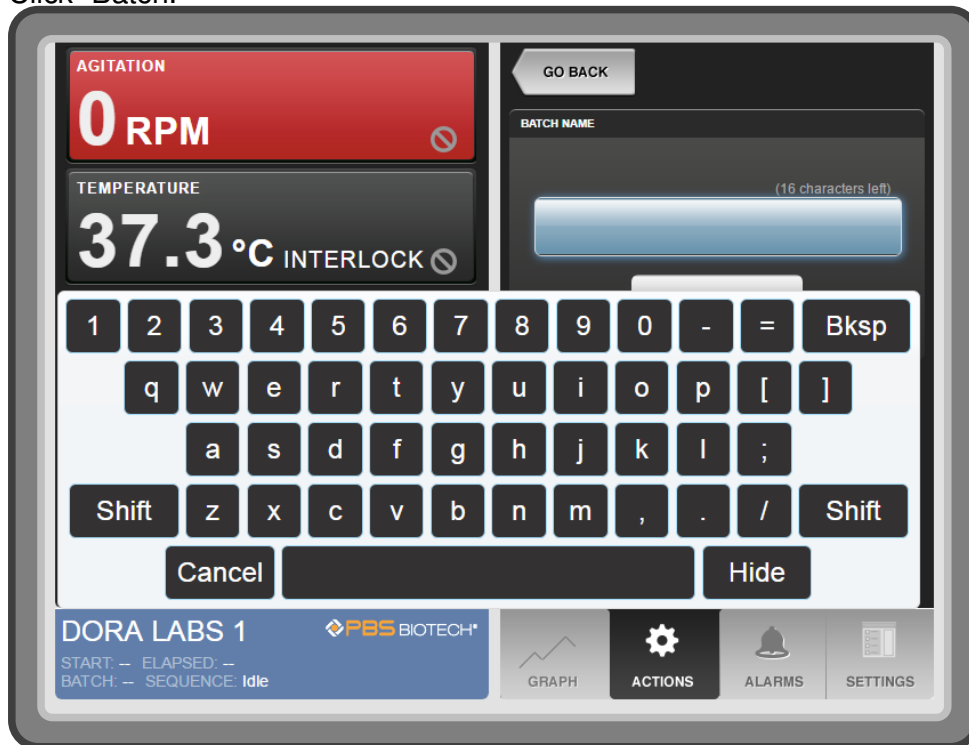 Click "Batch."
AGITATION
0 RPM
TEMPERATURE
37.3 °C INTERLOCK
GO BACK
BATCH NAME
(16 characters left)
1 2 3 4 5 6 7 8 9 0 - = Bksp
q w e r t y u i o p [ ]
a s d f g h j k l ;
Shift z x c v b n m , . / Shift
Cancel Hide
DORA LABS 1
PBS BIOTECH®
START: -- ELAPSED: --
BATCH: -- SEQUENCE: Idle
GRAPH ACTIONS ALARMS SETTINGS